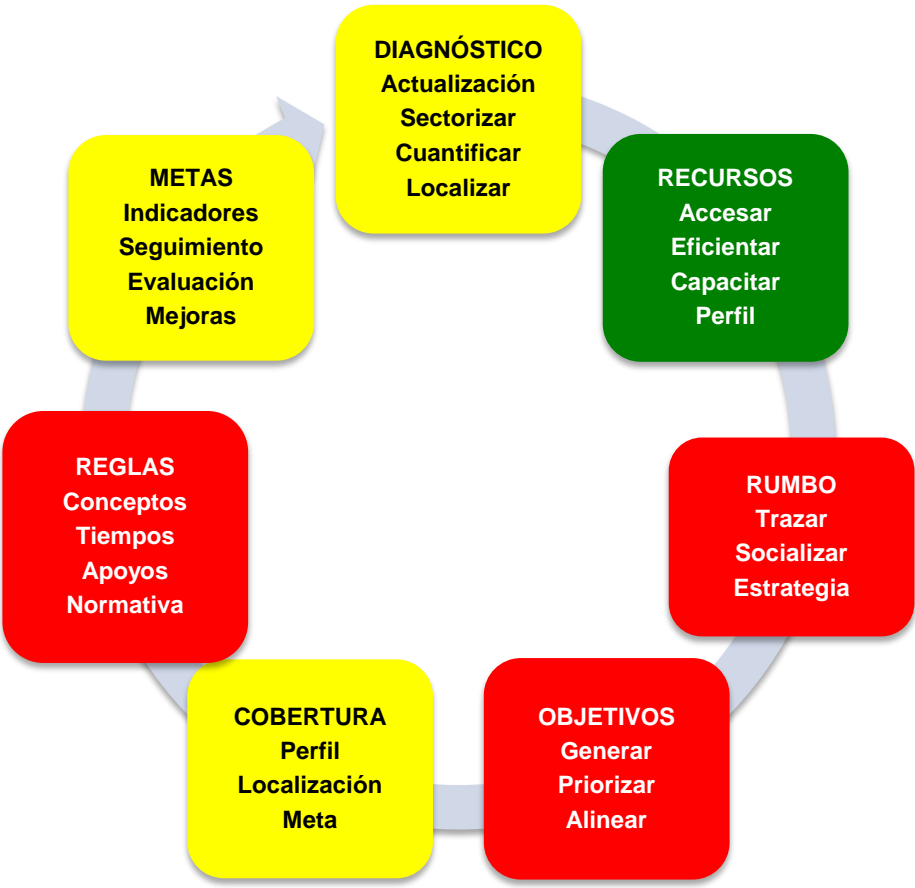 DIAGNÓSTICO
Actualización
Sectorizar
Cuantificar
Localizar
RECURSOS
Accesar
Eficientar
Capacitar
Perfil
RUMBO
Trazar
Socializar
Estrategia
OBJETIVOS
Generar
Priorizar
Alinear
COBERTURA
Perfil
Localización
Meta
REGLAS
Conceptos
Tiempos
Apoyos
Normativa
METAS
Indicadores
Seguimiento
Evaluación
Mejoras